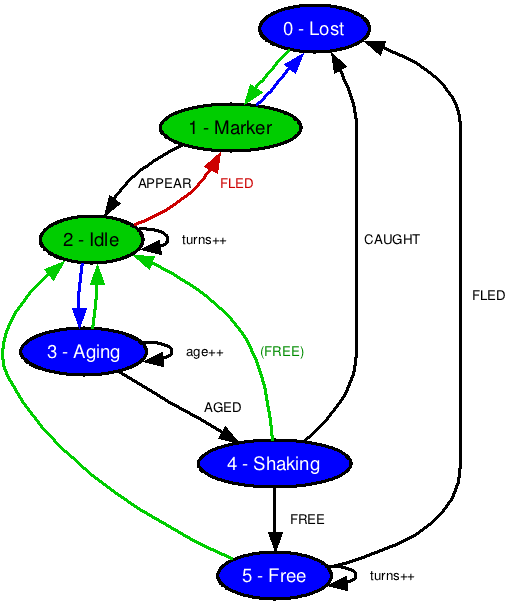 0 - Lost
1 - Marker
APPEAR
FLED
2 - Idle
turns++
CAUGHT
FLED
3 - Aging
age++
(FREE)
AGED
4 - Shaking
FREE
5 - Free
turns++